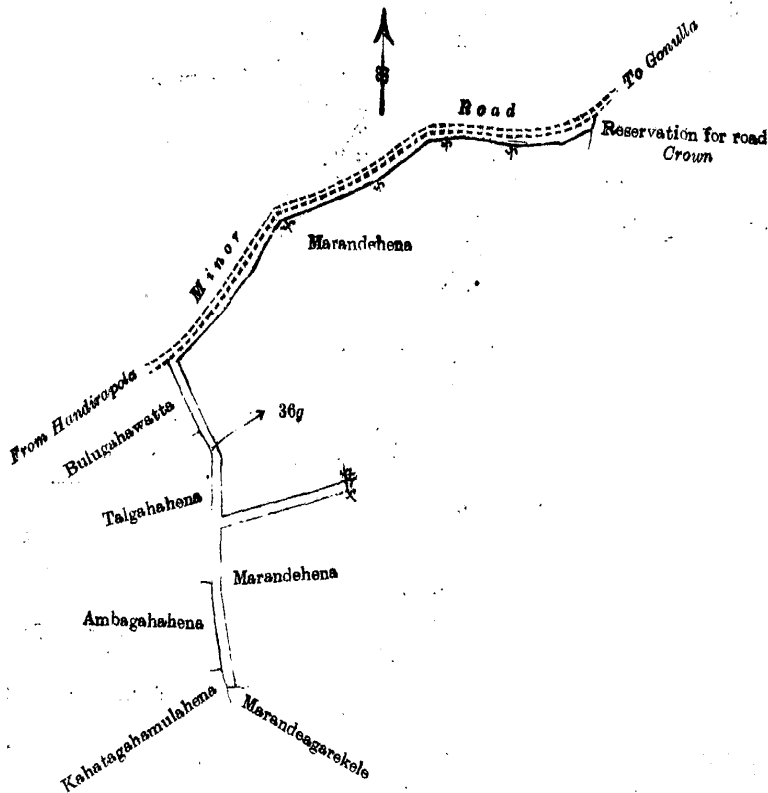 To Gonulla
Road
Reservation for road
Crown
Minor
Marandehena
From Handirapola
36g
Bulugahawatta
Talgahahena
Marandehena
Ambagahahena
Kahatagahamulahena
Marandeagarekele